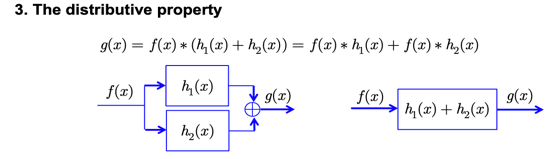 3. The distributive property
g(x) = f(x) * (h₁(x) + h₂(x)) = f(x) * h₁(x) + f(x) * h₂(x)
f(x) h₁(x) g(x) f(x) g(x)
h₁(x) + h₂(x)
h₂(x)